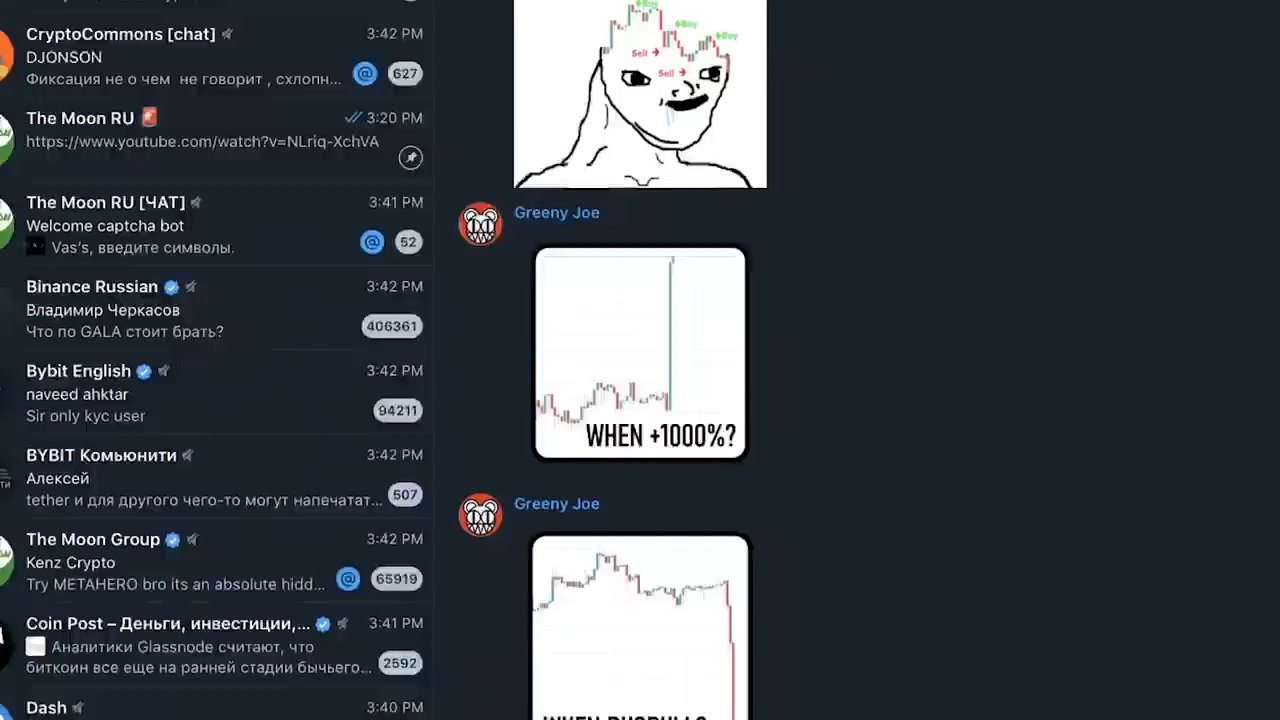 CryptoCommons [chat]
3:42 PM
DJONSON
Фиксация не о чем не говорит , схлопн...
@
627
The Moon RU
3:20 PM
https://www.youtube.com/watch?v=NLriq-XchVA
The Moon RU [ЧАТ]
3:41 PM
Welcome captcha bot
Vas's, введите символы.
@
52
Binance Russian
3:42 PM
Владимир Черкасов
Что по GALA стоит брать?
406361
Bybit English
3:42 PM
naveed ahktar
Sir only kyc user
94211
BYBIT Комьюнити
3:42 PM
Алексей
tether и для другого чего-то могут напечатат...
507
The Moon Group
3:42 PM
Kenz Crypto
Try METAHERO bro its an absolute hidd...
@
65919
Coin Post – Деньги, инвестиции,...
3:41 PM
Аналитики Glassnode считают, что
биткоин все еще на ранней стадии бычьего...
2592
Dash
3:40 PM
Buy
Buy
Buy
Sell
Sell
Greeny Joe
WHEN +1000%?
Greeny Joe